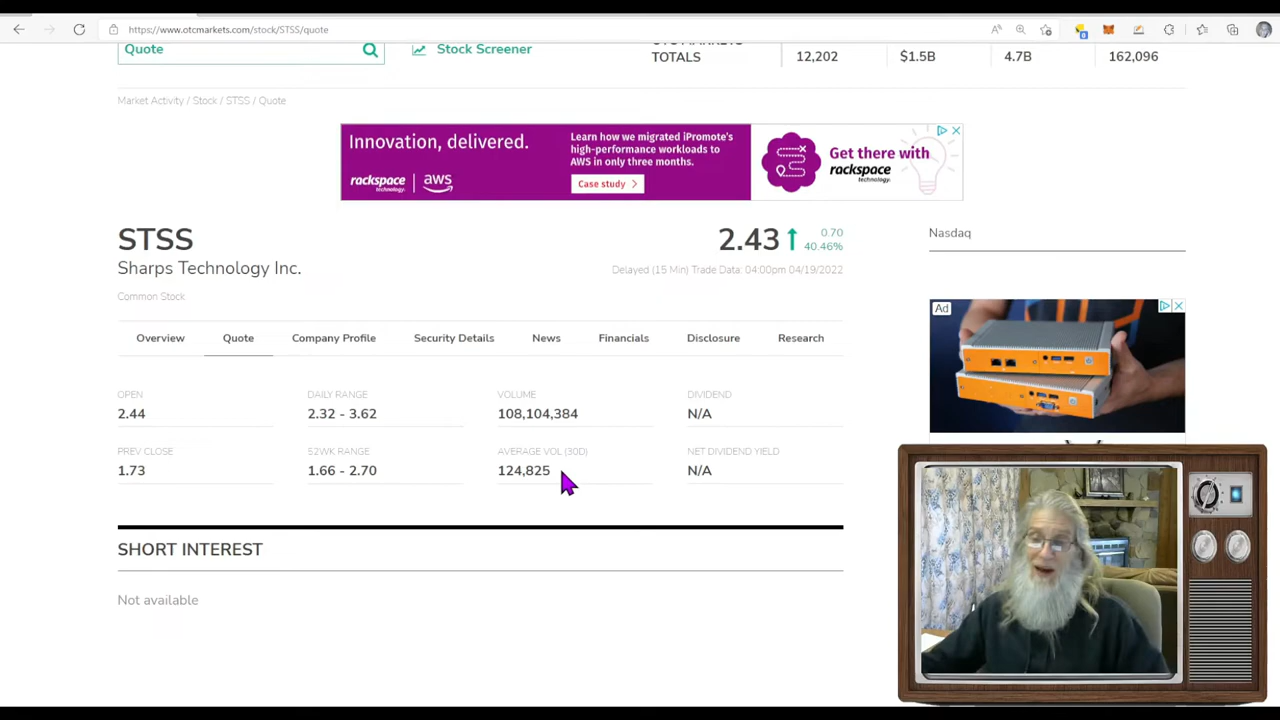 https://www.otcmarkets.com/stock/STSS/quote
Quote
Stock Screener
TOTALS
12,202
$1.5B
4.7B
162,096
Market Activity / Stock / STSS / Quote
Innovation, delivered.
rackspace technology. aws
Learn how we migrated iPromote's
high-performance workloads to
AWS in only three months.
Case study >
Get there with
rackspace
technology.
STSS
Sharps Technology Inc.
Common Stock
2.43
0.70
40.46%
Delayed (15 Min) Trade Data: 04:00pm 04/19/2022
Nasdaq
Ad
Overview
Quote
Company Profile
Security Details
News
Financials
Disclosure
Research
OPEN
2.44
DAILY RANGE
2.32 - 3.62
VOLUME
108,104,384
DIVIDEND
N/A
PREV CLOSE
1.73
52WK RANGE
1.66 - 2.70
AVERAGE VOL (30D)
124,825
NET DIVIDEND YIELD
N/A
SHORT INTEREST
Not available